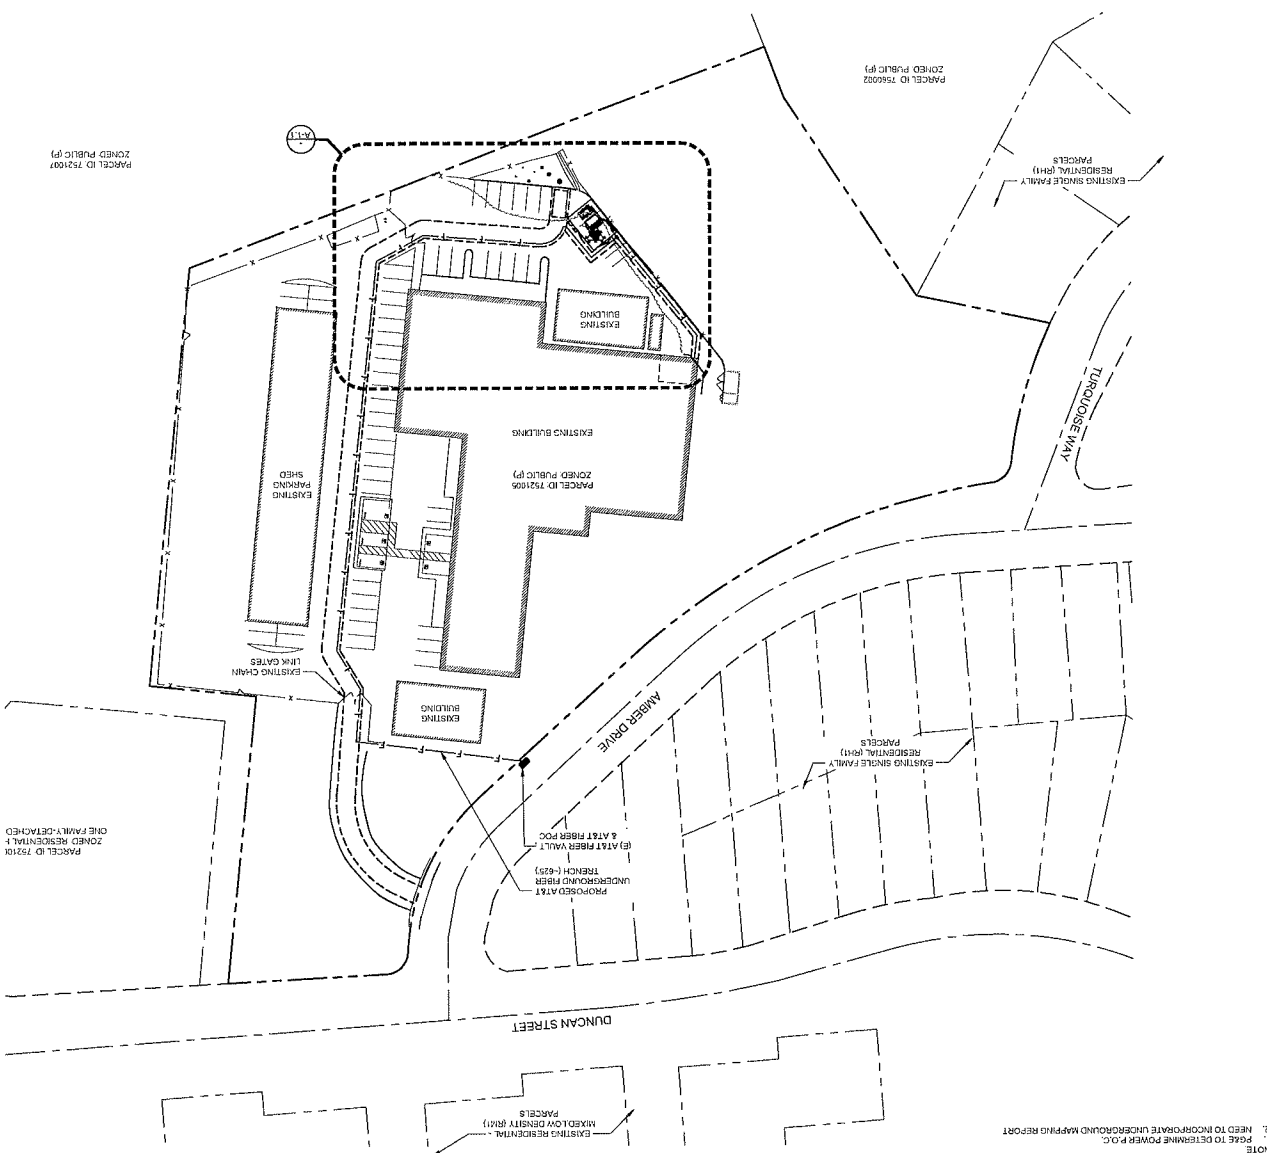 NOTE
. PG&E TO DETERMINE POWER P.O.C.
2. NEED TO INCORPORATE UNDERGROUND MAPPING REPORT
EXISTING RESIDENTIAL -
MIXED,LOW DENSITY (RM1)
PARCELS
DUNCAN STREET
PROPOSED AT&T
UNDERGROUND FIBER
TRENCH (~625')
(E) AT&T FIBER VAULT
& AT&T FIBER POC
PARCEL ID: 75210
ZONED: RESIDENTIAL-
ONE FAMILY-DETACHED
EXISTING SINGLE FAMILY
RESIDENTIAL (RH1)
PARCELS
AMBER DRIVE
EXISTING
BUILDING
EXISTING CHAIN
LINK GATES
EXISTING
PARKING
SHED
PARCEL ID: 7521005
ZONED: PUBLIC (P)
EXISTING BUILDING
TURQUOISE WAY
EXISTING
BUILDING
EXISTING SINGLE FAMILY
RESIDENTIAL (RH1)
PARCELS
PARCEL ID: 7521007
ZONED: PUBLIC (P)
-
A-1.1
PARCEL ID: 7560002
ZONED: PUBLIC (P)